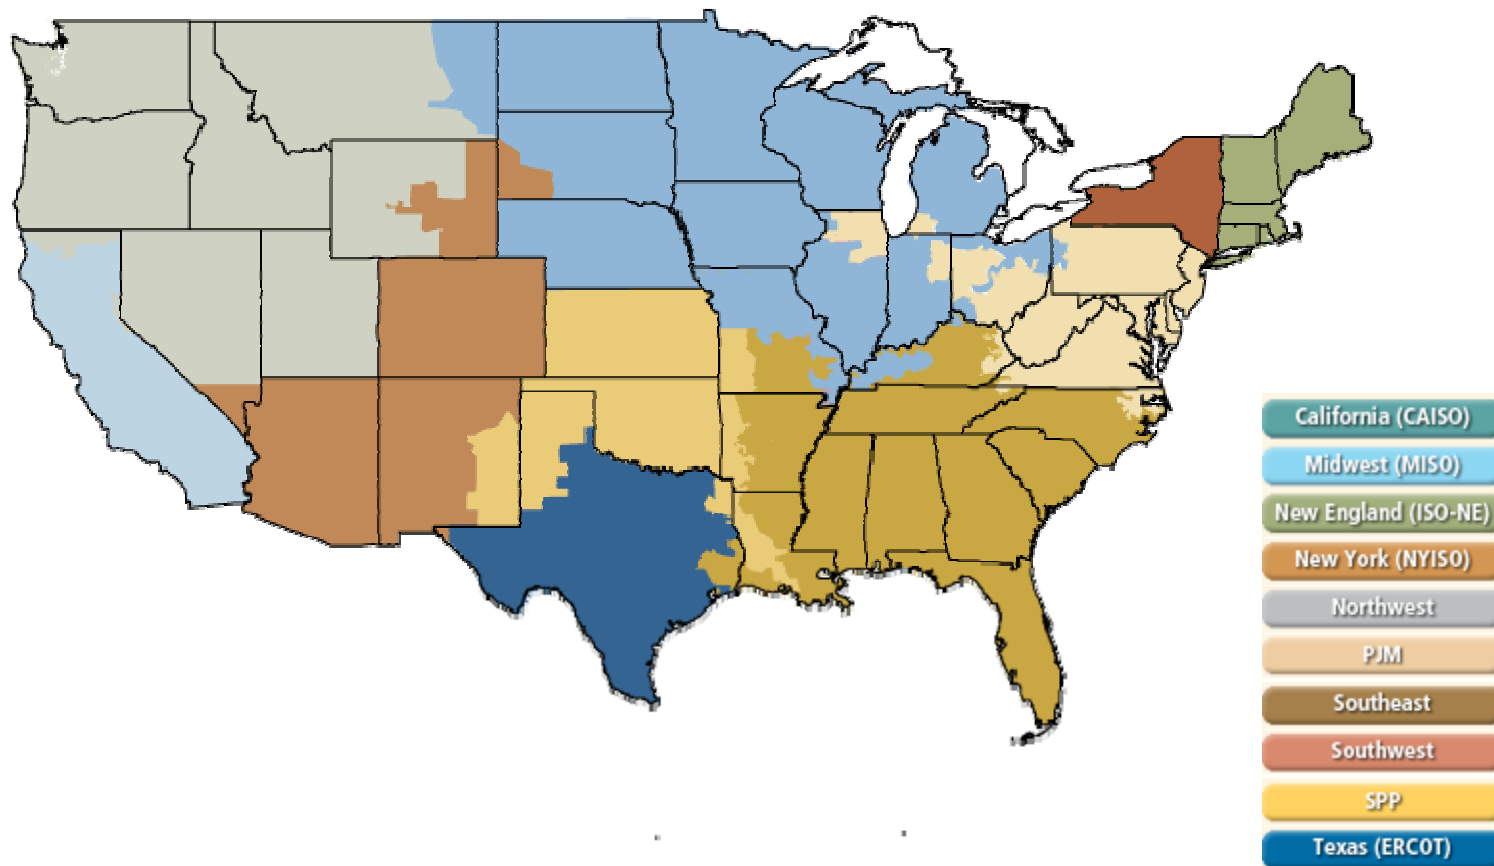 California (CAISO)
Midwest (MISO)
New England (ISO-NE)
New York (NYISO)
Northwest
PJM
Southeast
Southwest
SPP
Texas (ERCOT)